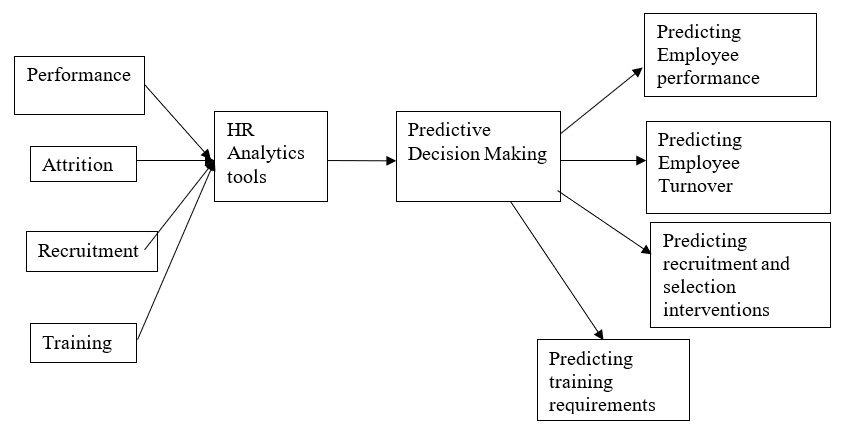 Performance
Attrition
Recruitment
Training
HR
Analytics
tools
Predictive
Decision Making
Predicting
Employee
performance
Predicting
Employee
Turnover
Predicting
recruitment and
selection
interventions
Predicting
training
requirements